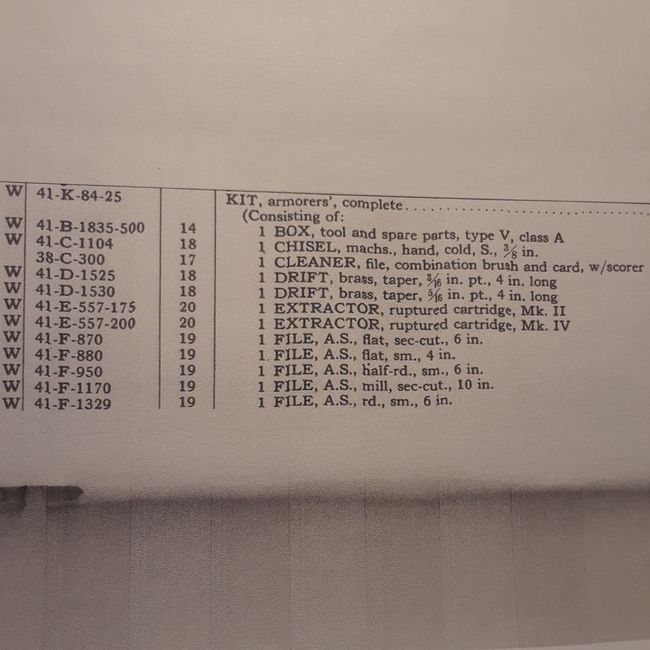 W 41-K-84-25 KIT, armorers', complete..............................
(Consisting of:
W 41-B-1835-500 14 1 BOX, tool and spare parts, type V, class A
W 41-C-1104 18 1 CHISEL, machs., hand, cold, S., 3/8 in.
38-C-300 17 1 CLEANER, file, combination brush and card, w/scorer
W 41-D-1525 18 1 DRIFT, brass, taper, 3/16 in. pt., 4 in. long
W 41-D-1530 18 1 DRIFT, brass, taper, 5/16 in. pt., 4 in. long
W 41-E-557-175 20 1 EXTRACTOR, ruptured cartridge, Mk. II
W 41-E-557-200 20 1 EXTRACTOR, ruptured cartridge, Mk. IV
W 41-F-870 19 1 FILE, A.S., flat, sec-cut., 6 in.
W 41-F-880 19 1 FILE, A.S., flat, sm., 4 in.
W 41-F-950 19 1 FILE, A.S., half-rd., sm., 6 in.
W 41-F-1170 19 1 FILE, A.S., mill, sec-cut., 10 in.
W 41-F-1329 19 1 FILE, A.S., rd., sm., 6 in.